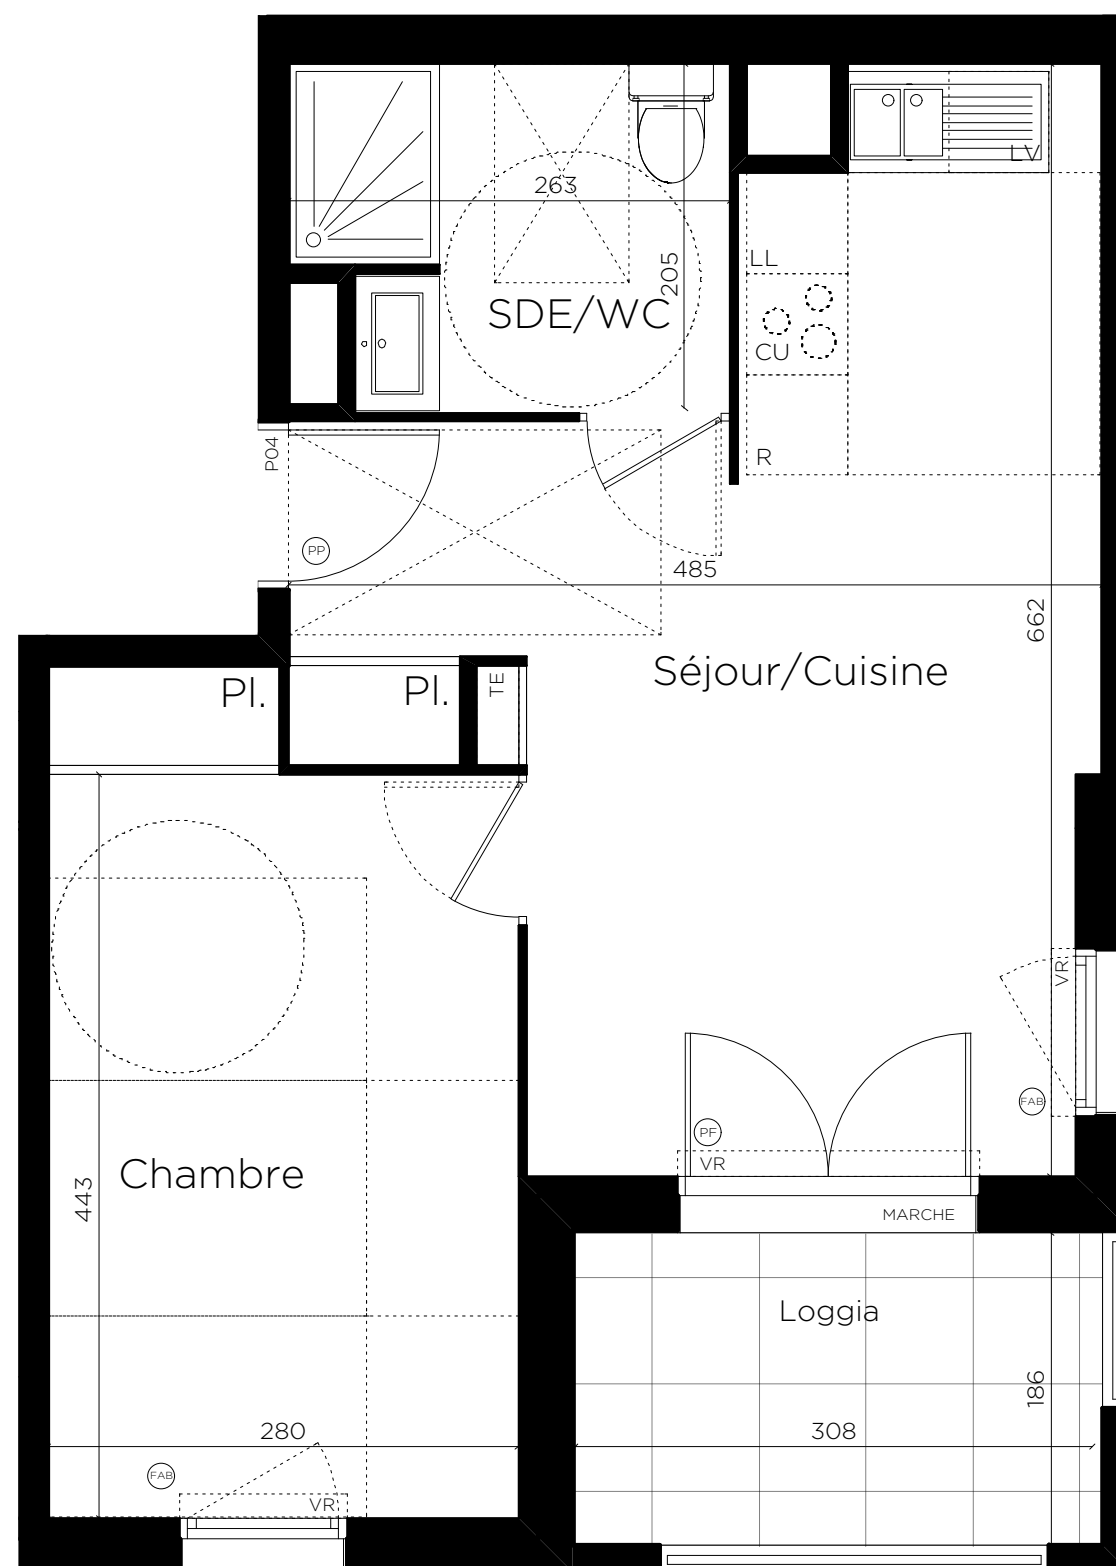 LV
263
205
LL
SDE/WC
CU
R
P04
PP
485
662
Séjour/Cuisine
Pl.
Pl.
TE
VR
FAB
PF
VR
Chambre
443
MARCHE
Loggia
186
280
308
FAB
VR